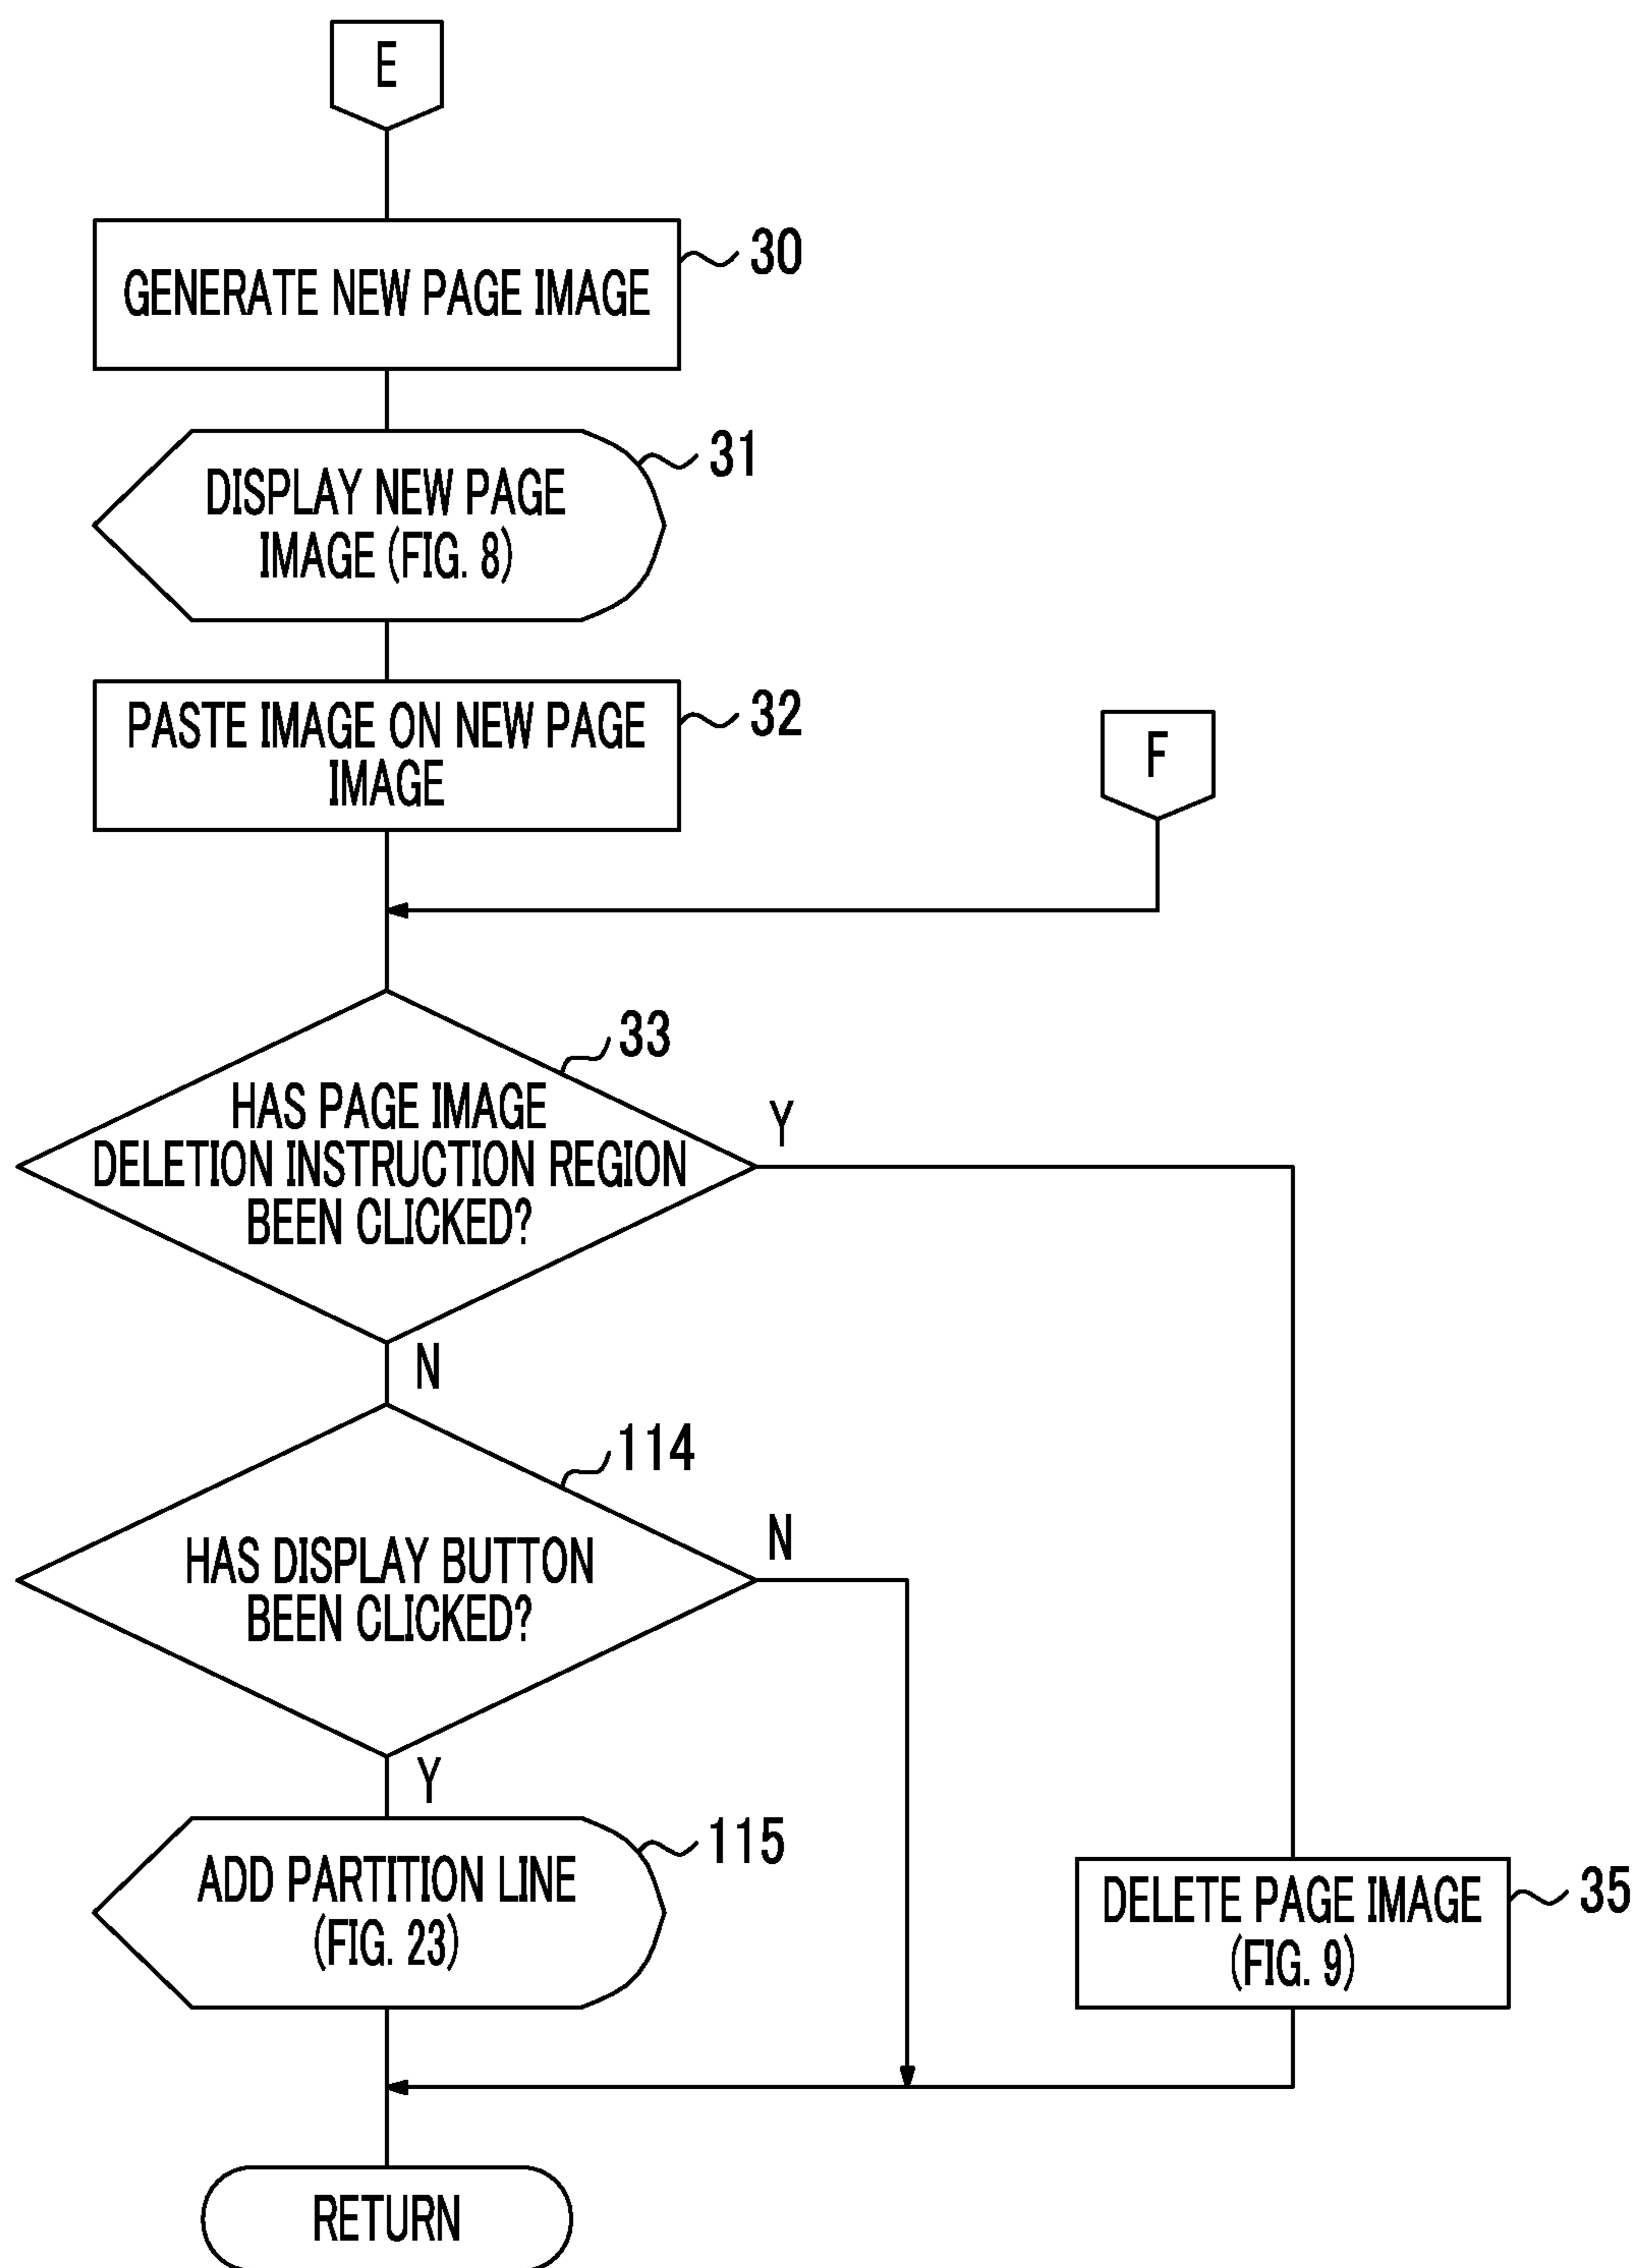 E
GENERATE NEW PAGE IMAGE
30
DISPLAY NEW PAGE
IMAGE (FIG. 8)
31
PASTE IMAGE ON NEW PAGE
IMAGE
32
F
33
HAS PAGE IMAGE
DELETION INSTRUCTION REGION
BEEN CLICKED?
Y
N
114
HAS DISPLAY BUTTON
BEEN CLICKED?
N
Y
ADD PARTITION LINE
(FIG. 23)
115
DELETE PAGE IMAGE
(FIG. 9)
35
RETURN